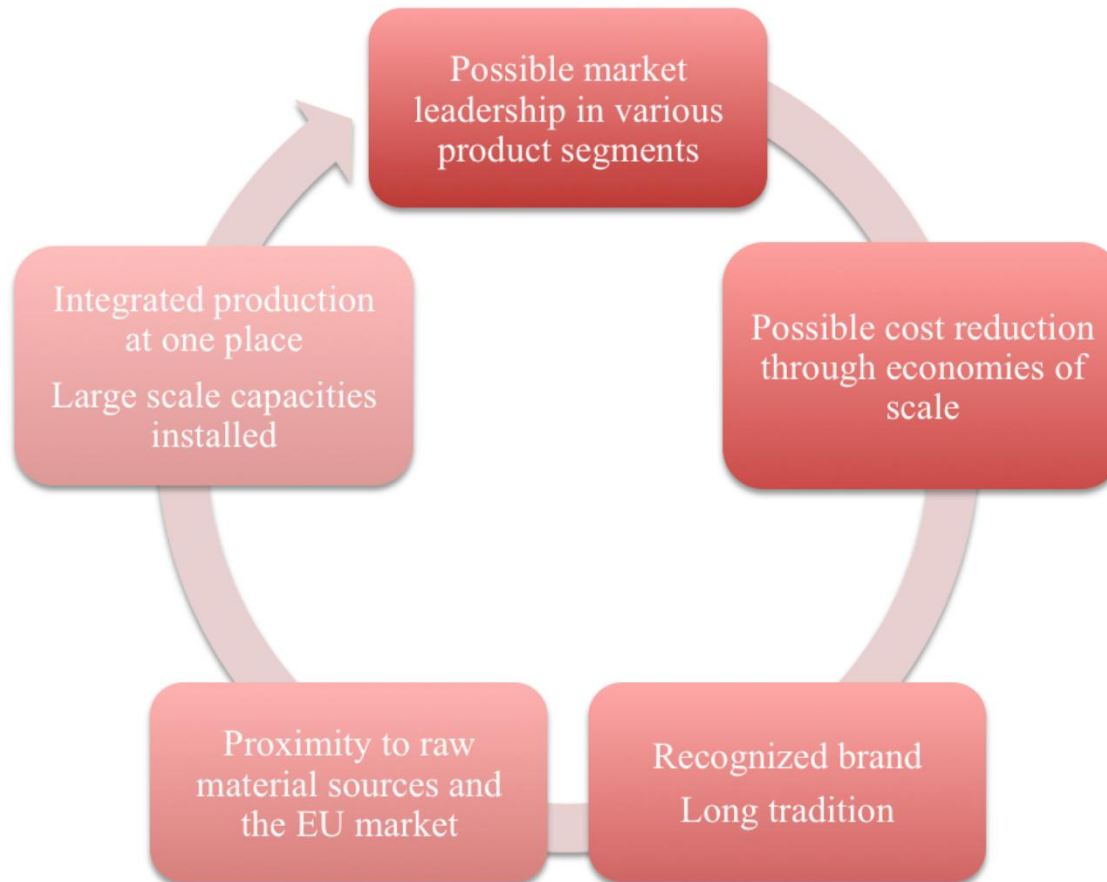 Possible market
leadership in various
product segments
Possible cost reduction
through economies of
scale
Recognized brand
Long tradition
Proximity to raw
material sources and
the EU market
Integrated production
at one place
Large scale capacities
installed